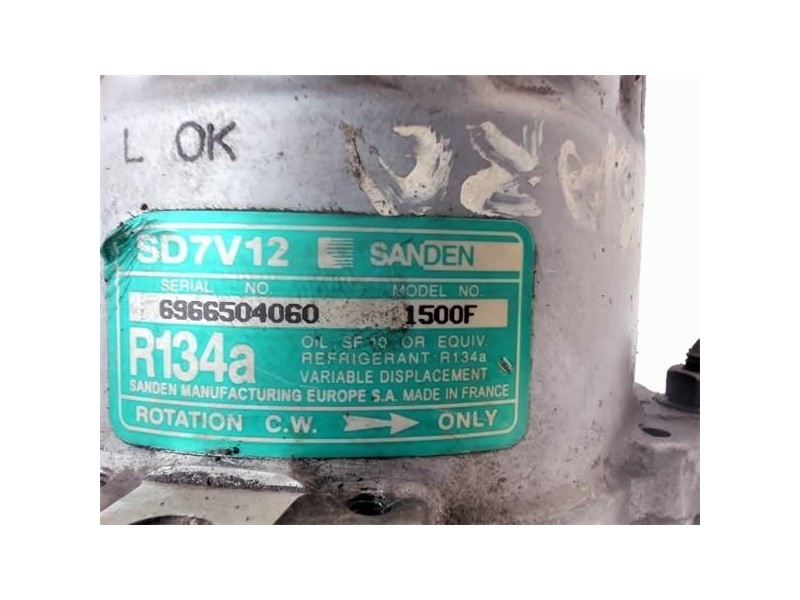 L OK
SD7V12 SANDEN
SERIAL NO. MODEL NO.
6966504060 1500F
R134a
OIL SP 10 OR EQUIV.
REFRIGERANT R134a
VARIABLE DISPLACEMENT
SANDEN MANUFACTURING EUROPE S.A. MADE IN FRANCE
ROTATION C.W. ONLY